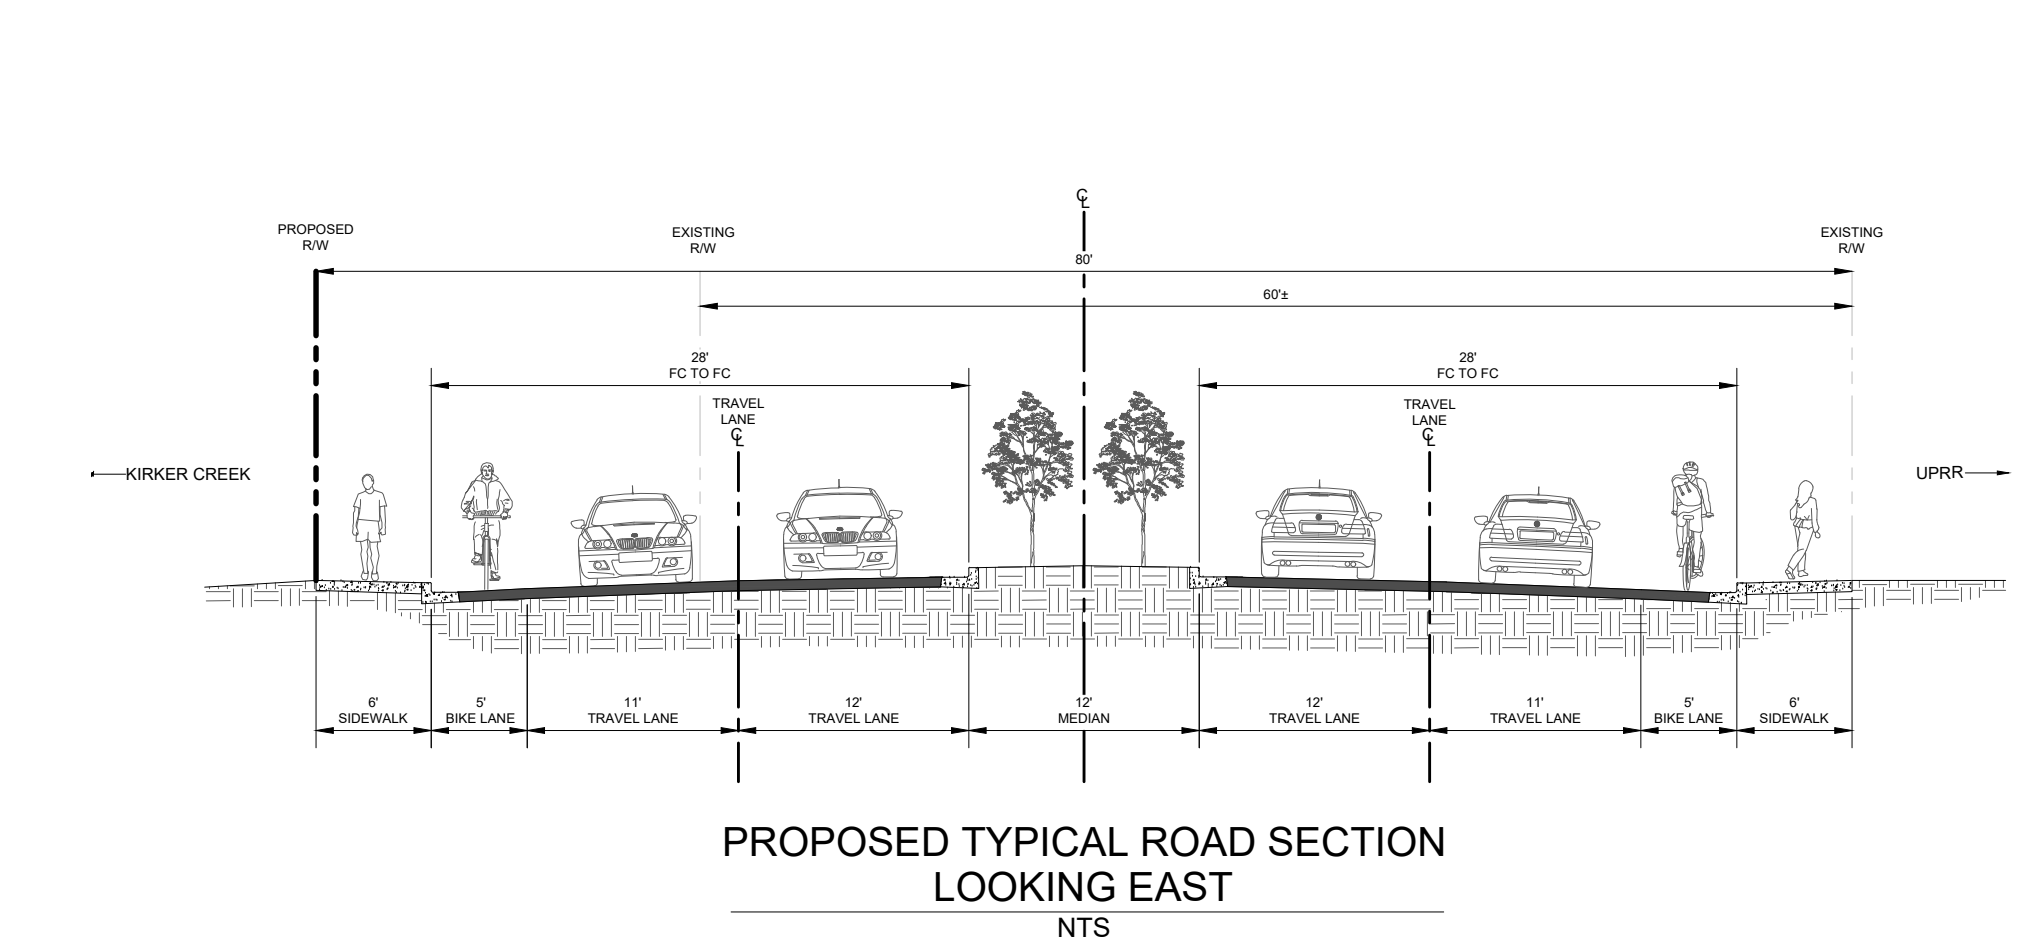 ℄
PROPOSED
R/W
EXISTING
R/W
EXISTING
R/W
80'
60'±
28'
FC TO FC
28'
FC TO FC
TRAVEL
LANE
℄
TRAVEL
LANE
℄
KIRKER CREEK
UPRR
6'
SIDEWALK
5'
BIKE LANE
11'
TRAVEL LANE
12'
TRAVEL LANE
12'
MEDIAN
12'
TRAVEL LANE
11'
TRAVEL LANE
5'
BIKE LANE
6'
SIDEWALK
PROPOSED TYPICAL ROAD SECTION
LOOKING EAST
NTS